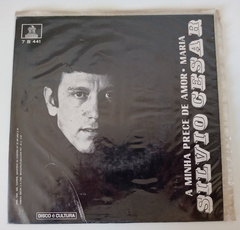 7 B 441
A MINHA PRECE DE AMOR • MARIA
SILVIO CESAR
DISCO É CULTURA